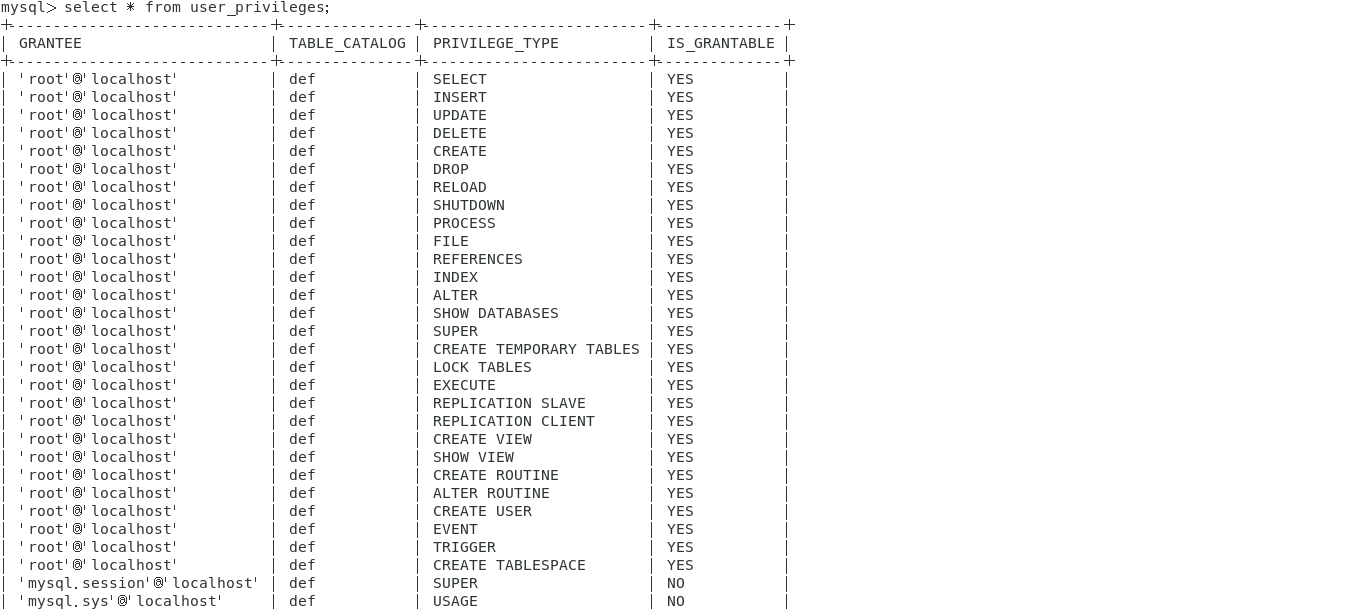 mysql> select * from user_privileges;
+-----------------------------+---------------+-------------------------+--------------+
| GRANTEE                     | TABLE_CATALOG | PRIVILEGE_TYPE          | IS_GRANTABLE |
+-----------------------------+---------------+-------------------------+--------------+
| 'root'@'localhost'          | def           | SELECT                  | YES          |
| 'root'@'localhost'          | def           | INSERT                  | YES          |
| 'root'@'localhost'          | def           | UPDATE                  | YES          |
| 'root'@'localhost'          | def           | DELETE                  | YES          |
| 'root'@'localhost'          | def           | CREATE                  | YES          |
| 'root'@'localhost'          | def           | DROP                    | YES          |
| 'root'@'localhost'          | def           | RELOAD                  | YES          |
| 'root'@'localhost'          | def           | SHUTDOWN                | YES          |
| 'root'@'localhost'          | def           | PROCESS                 | YES          |
| 'root'@'localhost'          | def           | FILE                    | YES          |
| 'root'@'localhost'          | def           | REFERENCES              | YES          |
| 'root'@'localhost'          | def           | INDEX                   | YES          |
| 'root'@'localhost'          | def           | ALTER                   | YES          |
| 'root'@'localhost'          | def           | SHOW DATABASES          | YES          |
| 'root'@'localhost'          | def           | SUPER                   | YES          |
| 'root'@'localhost'          | def           | CREATE TEMPORARY TABLES | YES          |
| 'root'@'localhost'          | def           | LOCK TABLES             | YES          |
| 'root'@'localhost'          | def           | EXECUTE                 | YES          |
| 'root'@'localhost'          | def           | REPLICATION SLAVE       | YES          |
| 'root'@'localhost'          | def           | REPLICATION CLIENT      | YES          |
| 'root'@'localhost'          | def           | CREATE VIEW             | YES          |
| 'root'@'localhost'          | def           | SHOW VIEW               | YES          |
| 'root'@'localhost'          | def           | CREATE ROUTINE          | YES          |
| 'root'@'localhost'          | def           | ALTER ROUTINE           | YES          |
| 'root'@'localhost'          | def           | CREATE USER             | YES          |
| 'root'@'localhost'          | def           | EVENT                   | YES          |
| 'root'@'localhost'          | def           | TRIGGER                 | YES          |
| 'root'@'localhost'          | def           | CREATE TABLESPACE       | YES          |
| 'mysql.session'@'localhost' | def           | SUPER                   | NO           |
| 'mysql.sys'@'localhost'     | def           | USAGE                   | NO           |